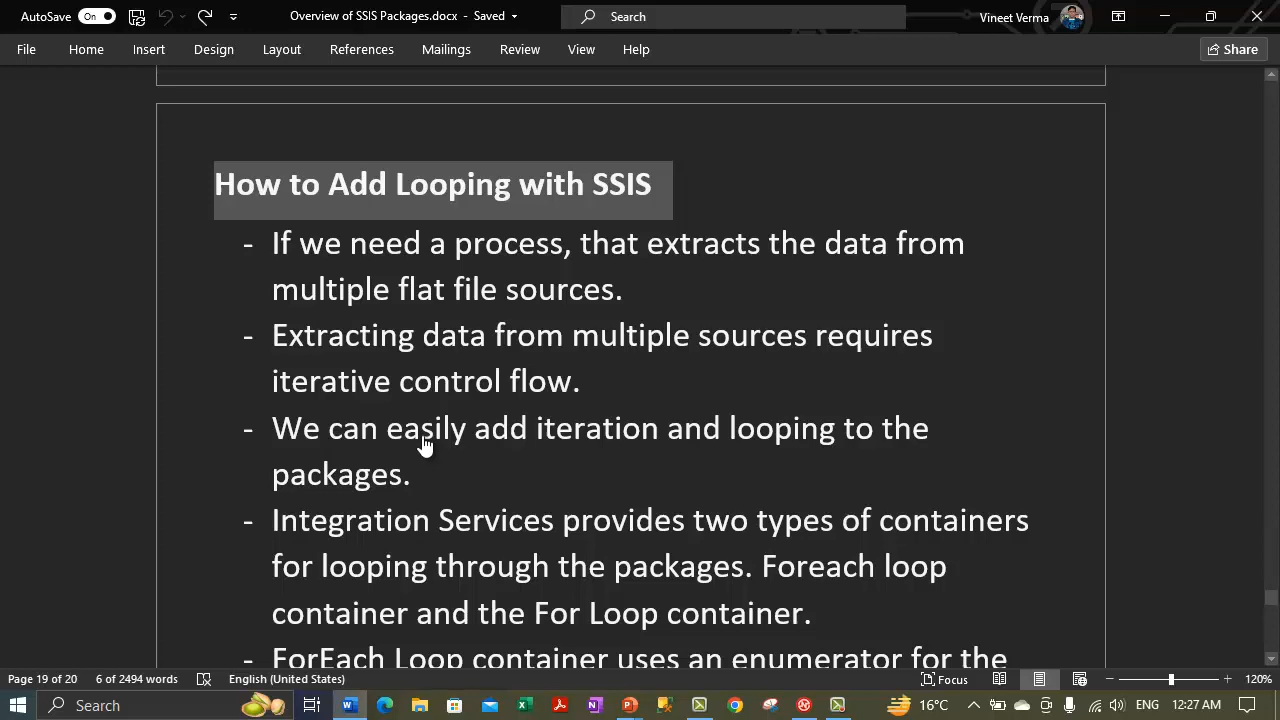 AutoSave On Overview of SSIS Packages.docx - Saved Search Vineet Verma
File Home Insert Design Layout References Mailings Review View Help Share
How to Add Looping with SSIS
- If we need a process, that extracts the data from
multiple flat file sources.
- Extracting data from multiple sources requires
iterative control flow.
- We can easily add iteration and looping to the
packages.
- Integration Services provides two types of containers
for looping through the packages. Foreach loop
container and the For Loop container.
- ForEach Loop container uses an enumerator for the
Page 19 of 20 6 of 2494 words English (United States) Focus 120%
Search 16°C ENG 12:27 AM